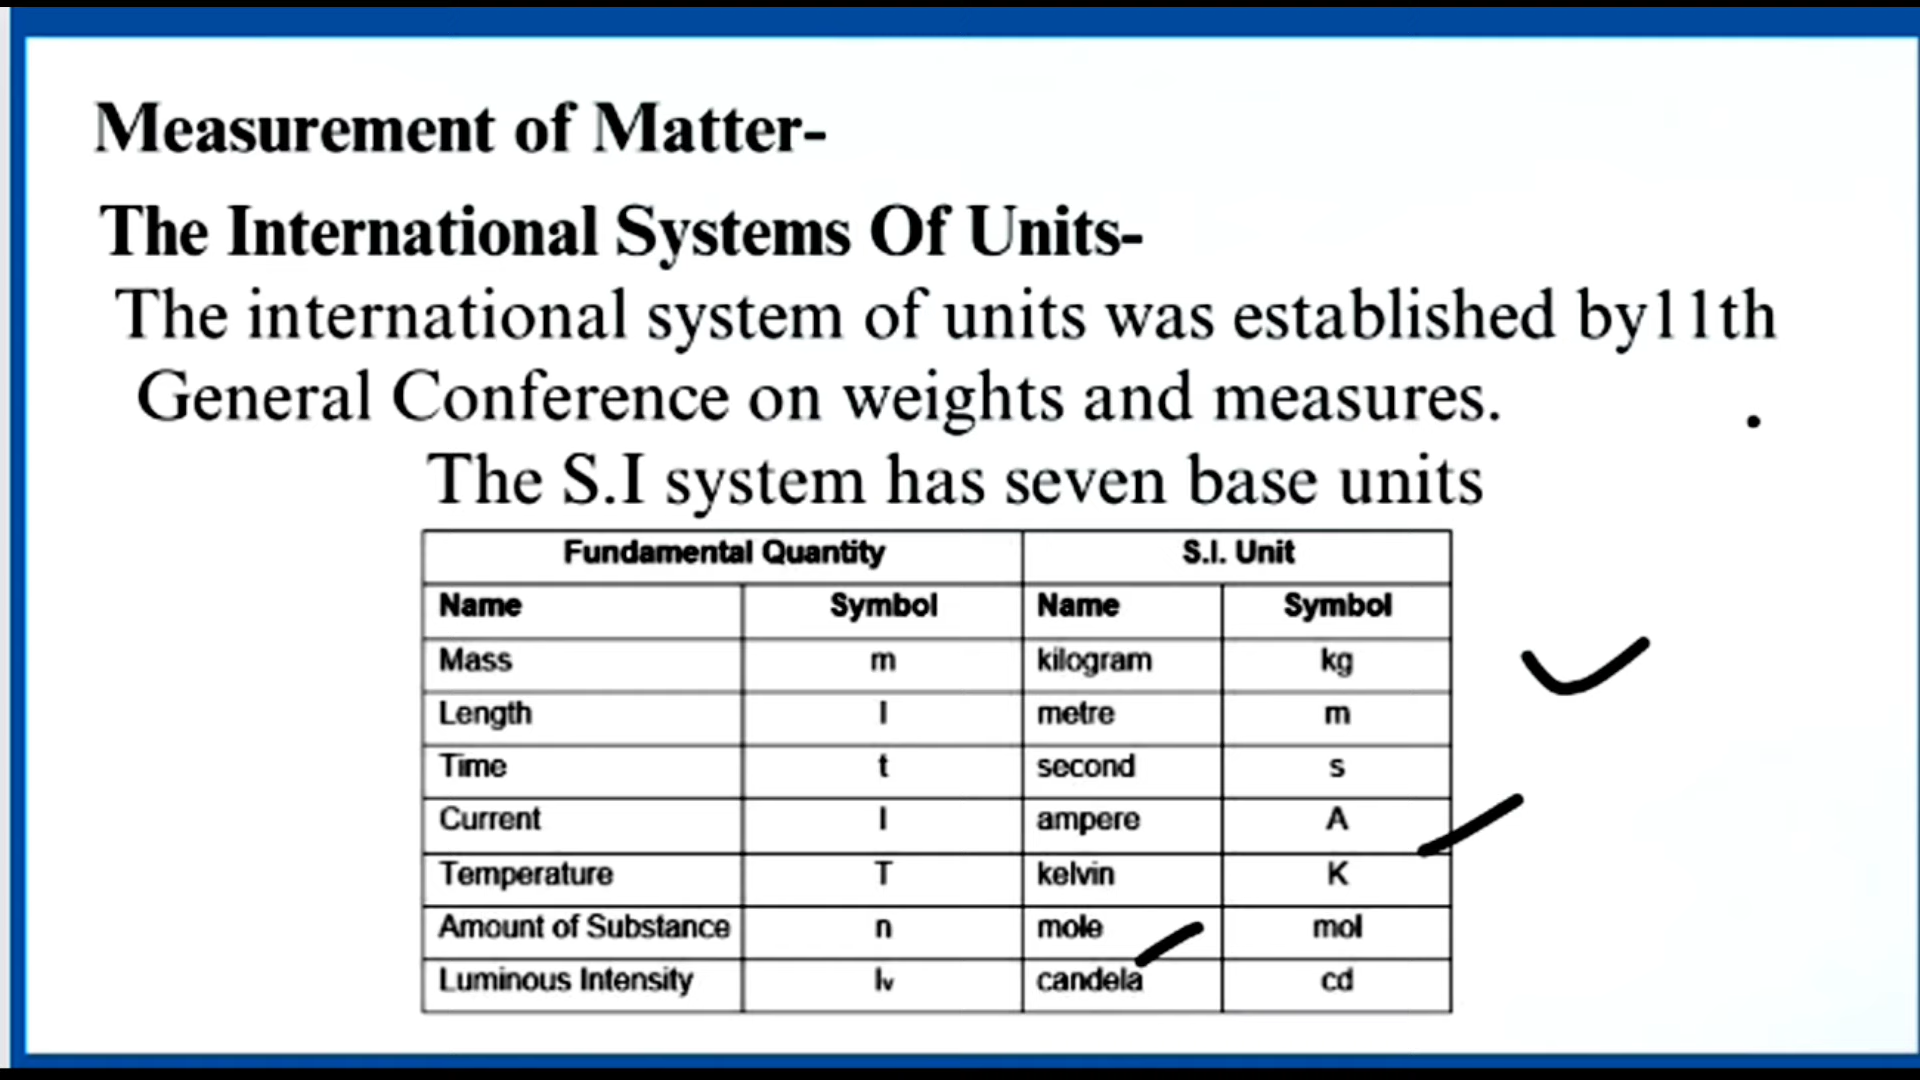 Measurement of Matter-
The International Systems Of Units-
The international system of units was established by11th
General Conference on weights and measures.
The S.I system has seven base units
Fundamental Quantity S.I. Unit
Name Symbol Name Symbol
Mass m kilogram kg
Length l metre m
Time t second s
Current I ampere A
Temperature T kelvin K
Amount of Substance n mole mol
Luminous Intensity Iv candela cd